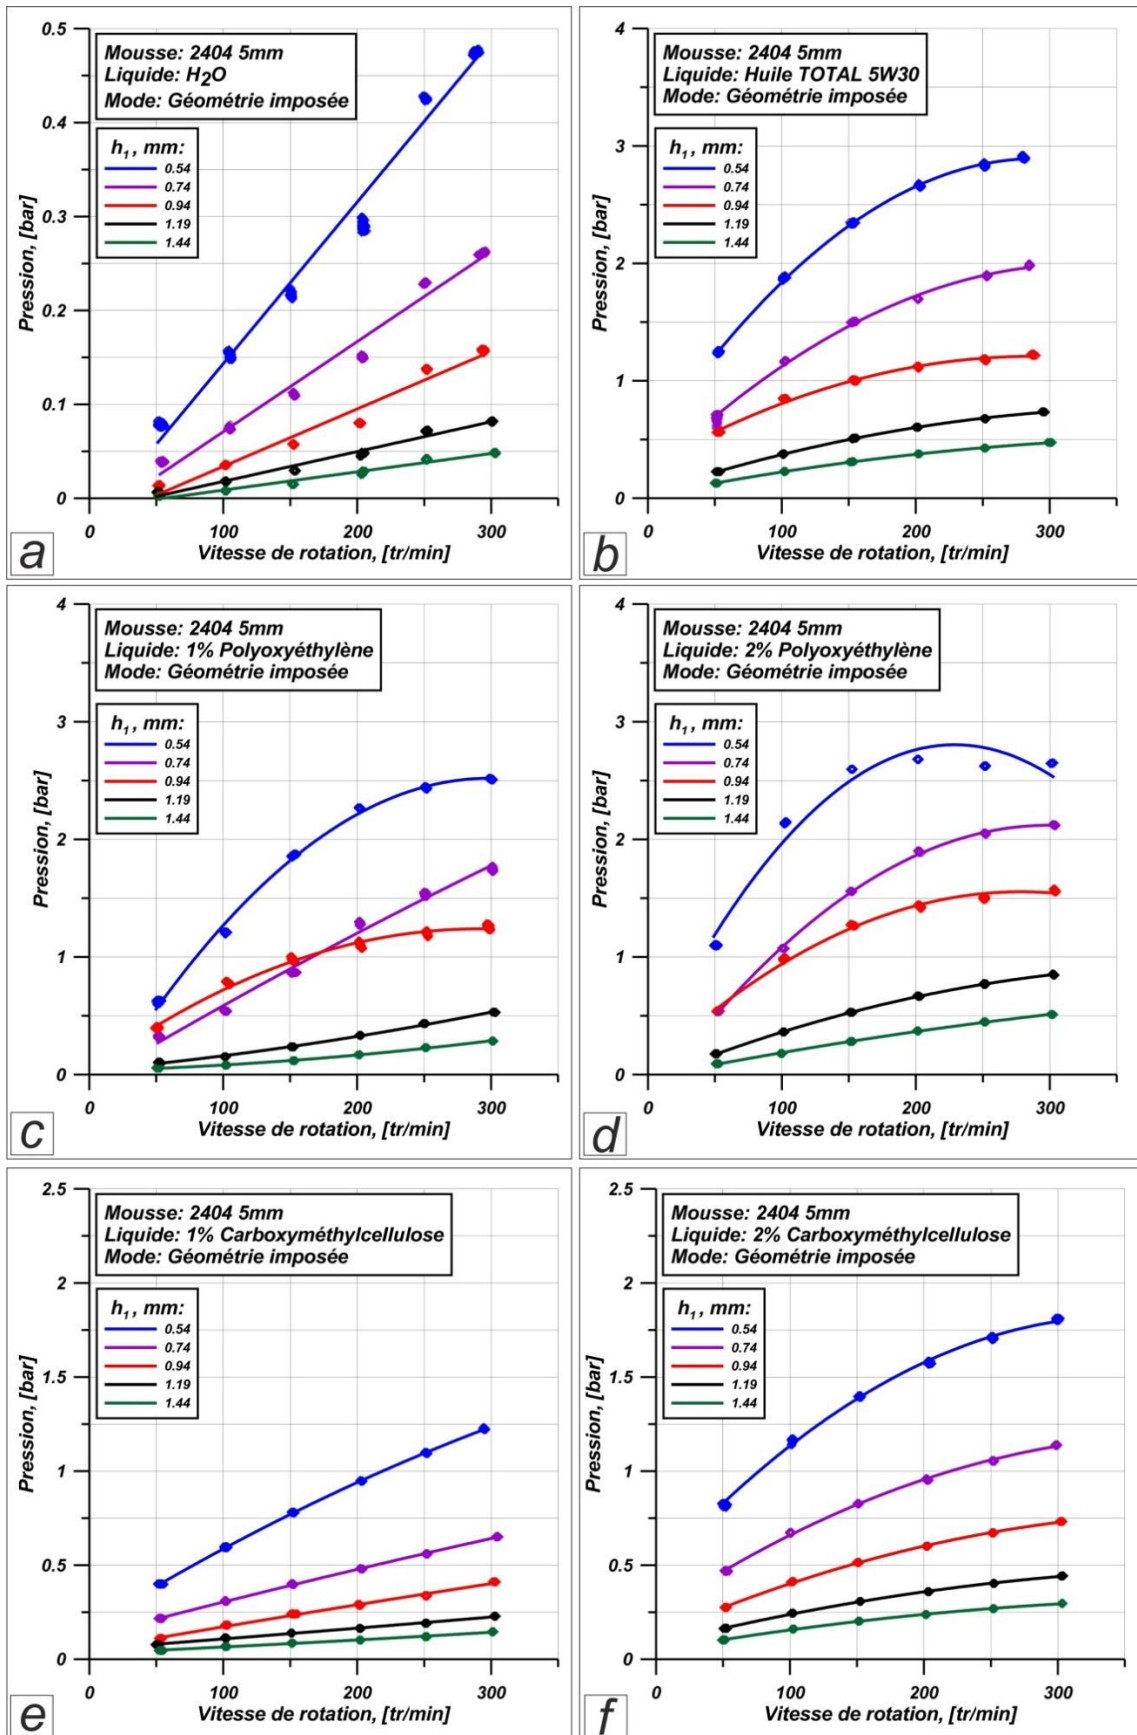 0.5
0.4
0.3
0.2
0.1
0
Pression, [bar]
Mousse: 2404 5mm
Liquide: H2O
Mode: Géométrie imposée
h1, mm:
0.54
0.74
0.94
1.19
1.44
0 100 200 300
Vitesse de rotation, [tr/min]
a
4
3
2
1
0
Pression, [bar]
Mousse: 2404 5mm
Liquide: Huile TOTAL 5W30
Mode: Géométrie imposée
h1, mm:
0.54
0.74
0.94
1.19
1.44
0 100 200 300
Vitesse de rotation, [tr/min]
b
4
3
2
1
0
Pression, [bar]
Mousse: 2404 5mm
Liquide: 1% Polyoxyéthylène
Mode: Géométrie imposée
h1, mm:
0.54
0.74
0.94
1.19
1.44
0 100 200 300
Vitesse de rotation, [tr/min]
c
4
3
2
1
0
Pression, [bar]
Mousse: 2404 5mm
Liquide: 2% Polyoxyéthylène
Mode: Géométrie imposée
h1, mm:
0.54
0.74
0.94
1.19
1.44
0 100 200 300
Vitesse de rotation, [tr/min]
d
2.5
2
1.5
1
0.5
0
Pression, [bar]
Mousse: 2404 5mm
Liquide: 1% Carboxyméthylcellulose
Mode: Géométrie imposée
h1, mm:
0.54
0.74
0.94
1.19
1.44
0 100 200 300
Vitesse de rotation, [tr/min]
e
2.5
2
1.5
1
0.5
0
Pression, [bar]
Mousse: 2404 5mm
Liquide: 2% Carboxyméthylcellulose
Mode: Géométrie imposée
h1, mm:
0.54
0.74
0.94
1.19
1.44
0 100 200 300
Vitesse de rotation, [tr/min]
f